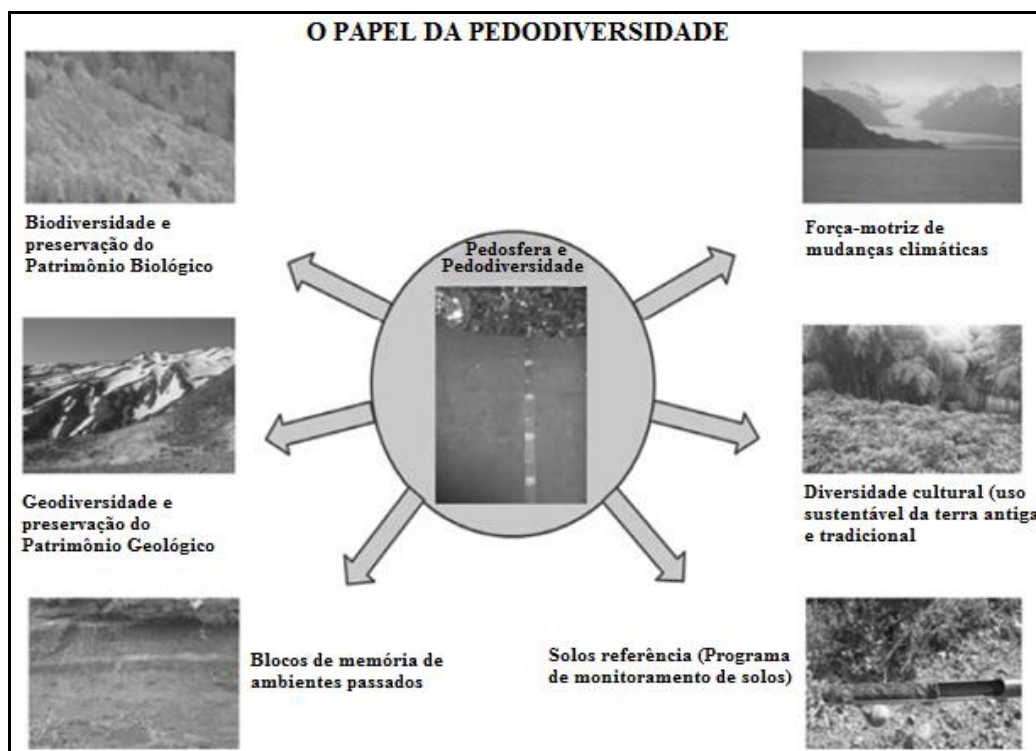 O PAPEL DA PEDODIVERSIDADE
Biodiversidade e
preservação do
Patrimônio Biológico
Força-motriz de
mudanças climáticas
Pedosfera e
Pedodiversidade
Geodiversidade e
preservação do
Patrimônio Geológico
Diversidade cultural (uso
sustentável da terra antiga
e tradicional
Blocos de memória de
ambientes passados
Solos referência (Programa
de monitoramento de solos)